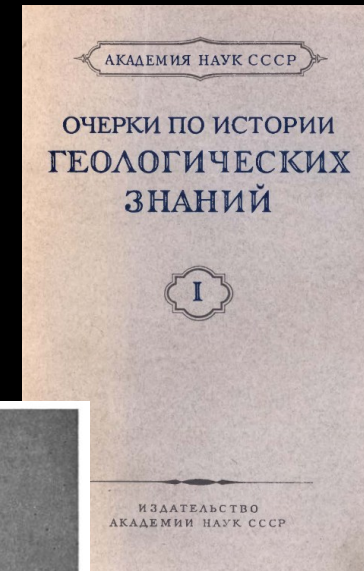 АКАДЕМИЯ НАУК СССР
ОЧЕРКИ ПО ИСТОРИИ
ГЕОЛОГИЧЕСКИХ
ЗНАНИЙ
I
ИЗДАТЕЛЬСТВО
АКАДЕМИИ НАУК СССР